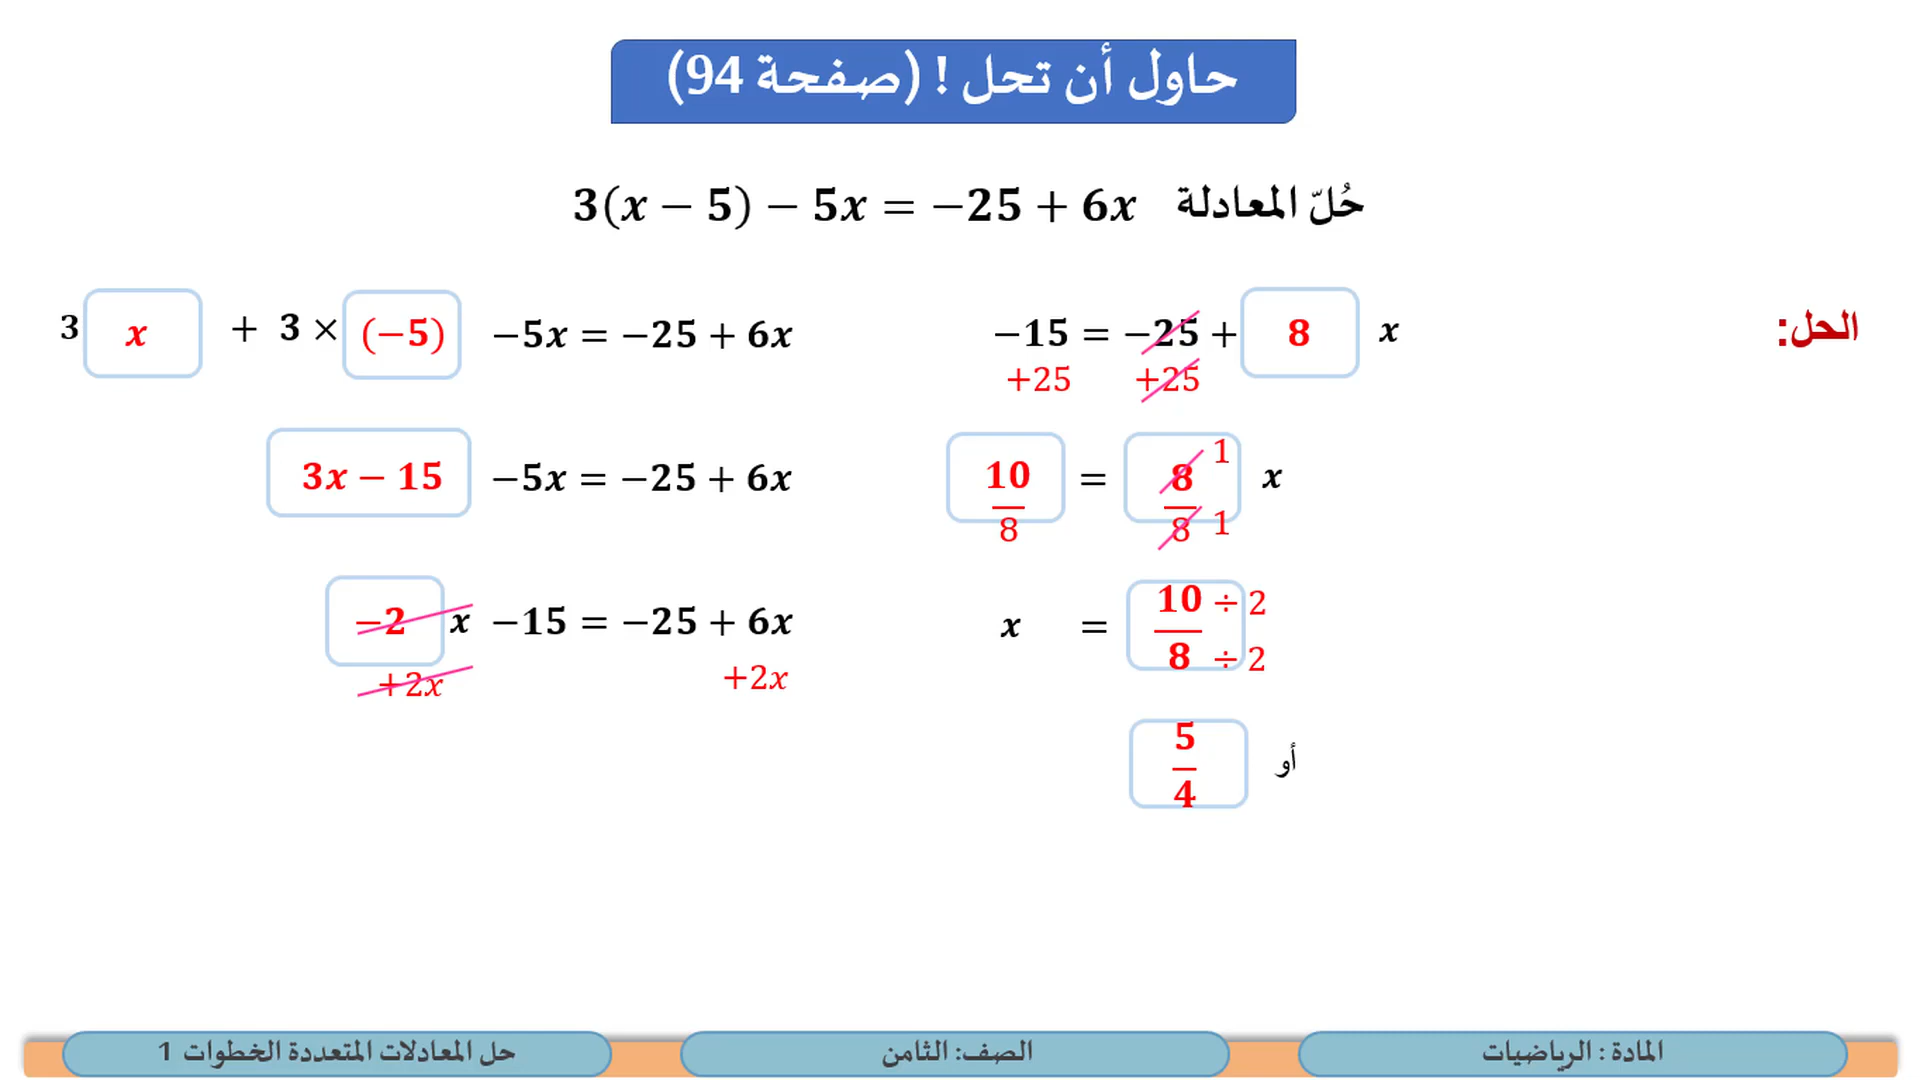 حاول أن تحل ! (صفحة 94)
حُلّ المعادلة 3(x − 5) − 5x = −25 + 6x
الحل:
3 x + 3 × (−5) −5x = −25 + 6x
3x − 15 −5x = −25 + 6x
−2 x −15 = −25 + 6x
+2x +2x
−15 = −25 + 8 x
+25 +25
10/8 = 8/8 x 1 1
x = 10/8 ÷ 2 ÷ 2
أو 5/4
المادة : الرياضيات
الصف: الثامن
حل المعادلات المتعددة الخطوات 1